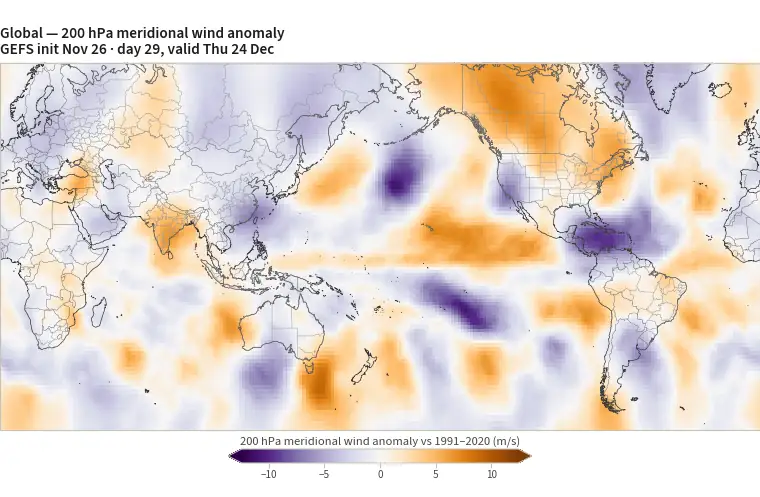 Global — 200 hPa meridional wind anomaly
GEFS init Nov 26 · day 29, valid Thu 24 Dec
200 hPa meridional wind anomaly vs 1991–2020 (m/s)
−10 −5 0 5 10